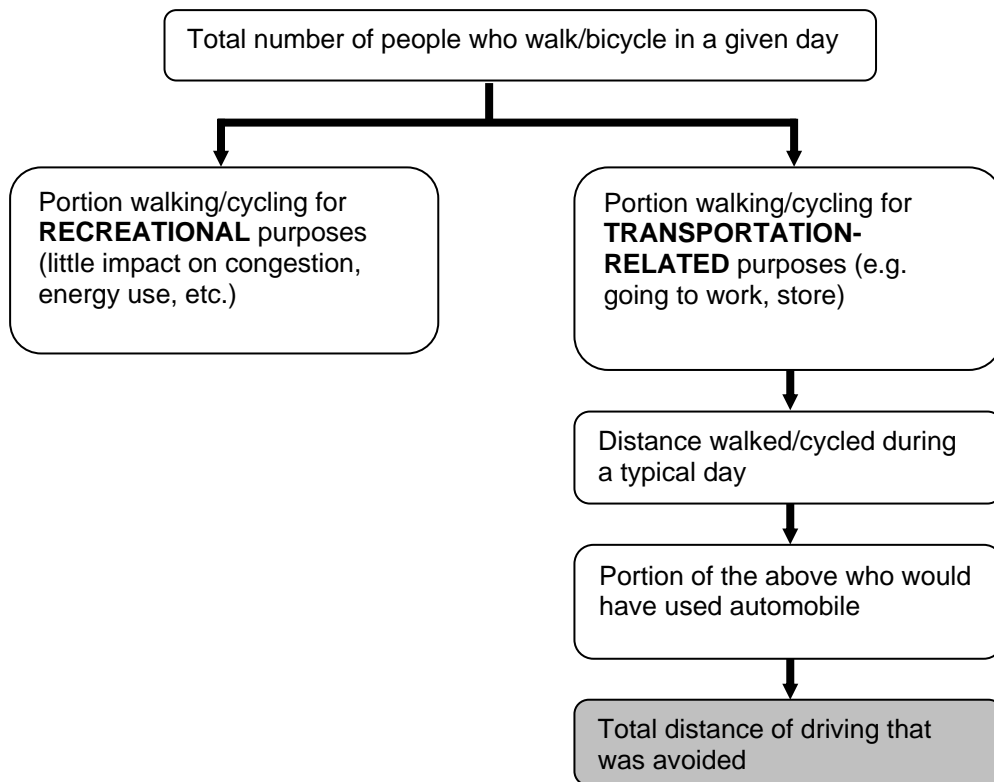 Total number of people who walk/bicycle in a given day
Portion walking/cycling for
RECREATIONAL purposes
(little impact on congestion,
energy use, etc.)
Portion walking/cycling for
TRANSPORTATION-
RELATED purposes (e.g.
going to work, store)
Distance walked/cycled during
a typical day
Portion of the above who would
have used automobile
Total distance of driving that
was avoided